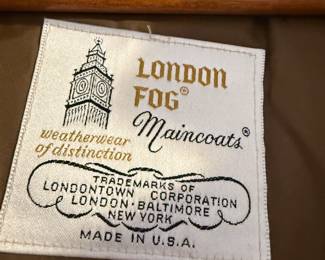 LONDON
FOG®
Maincoats®
weatherwear
of distinction
TRADEMARKS OF
LONDONTOWN CORPORATION
LONDON · BALTIMORE
NEW YORK
MADE IN U.S.A.